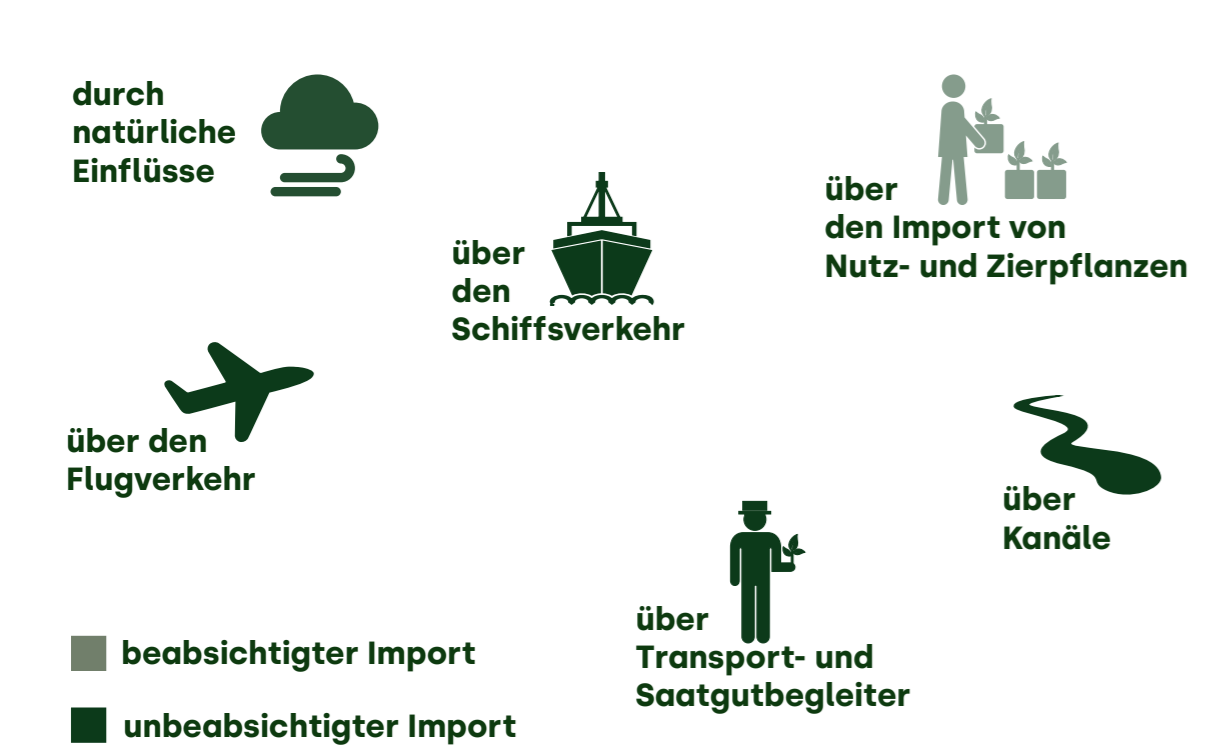 durch
natürliche
Einflüsse
über
den
Schiffsverkehr
über
den Import von
Nutz- und Zierpflanzen
über den
Flugverkehr
über
Kanäle
über
Transport- und
Saatgutbegleiter
beabsichtigter Import
unbeabsichtigter Import